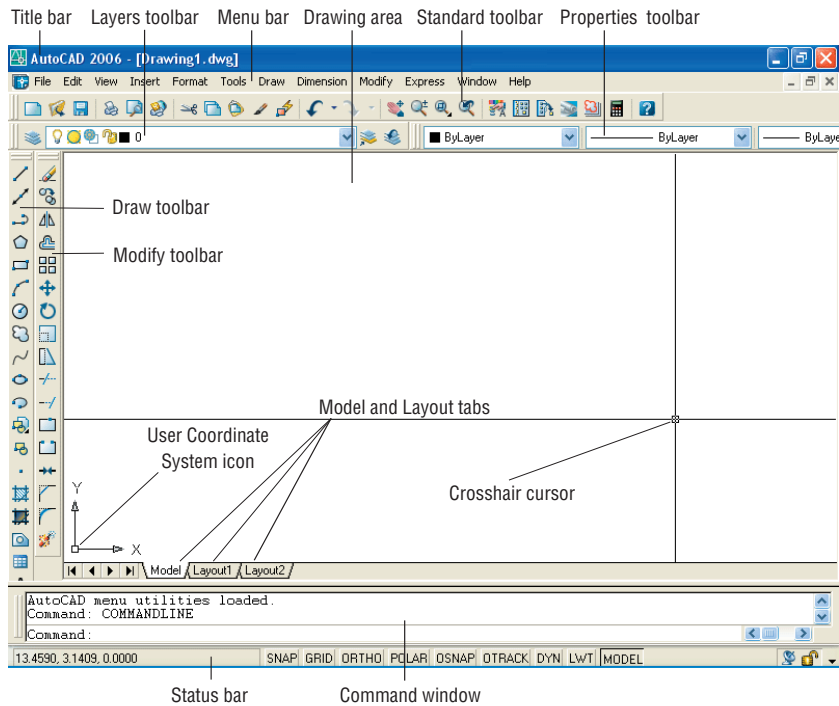 Title bar Layers toolbar Menu bar Drawing area Standard toolbar Properties toolbar
AutoCAD 2006 - [Drawing1.dwg]
File Edit View Insert Format Tools Draw Dimension Modify Express Window Help
0 ByLayer ByLayer ByLaye
Draw toolbar
Modify toolbar
Model and Layout tabs
User Coordinate
System icon
Crosshair cursor
Y
X
Model Layout1 Layout2
AutoCAD menu utilities loaded.
Command: COMMANDLINE
Command:
13.4590, 3.1409, 0.0000 SNAP GRID ORTHO POLAR OSNAP OTRACK DYN LWT MODEL
Status bar Command window